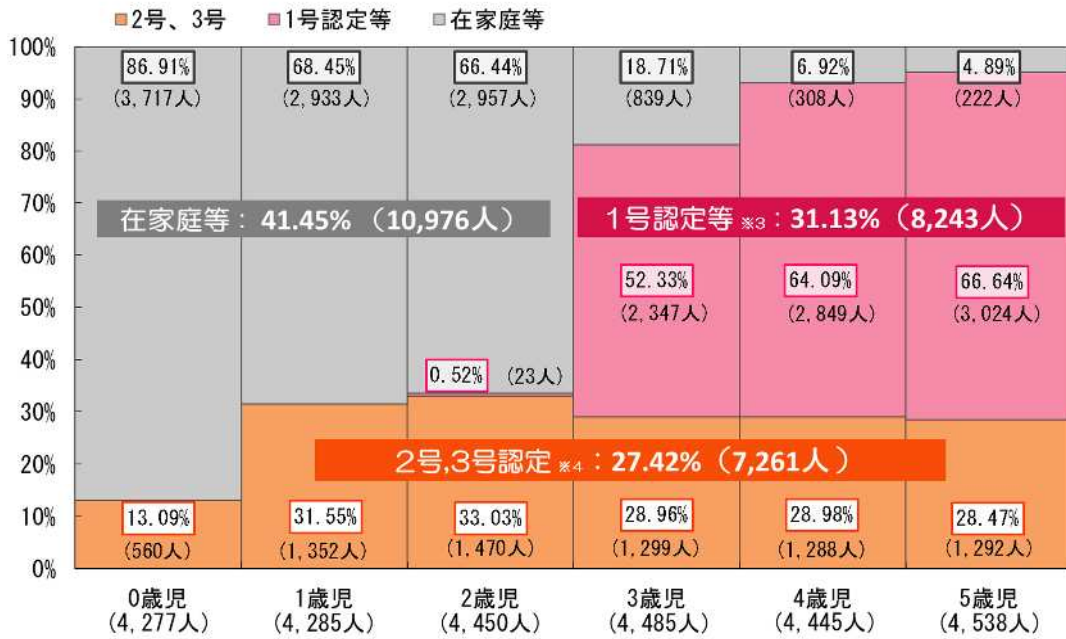 ■2号、3号 ■1号認定等 ■在家庭等
100%
90%
80%
70%
60%
50%
40%
30%
20%
10%
0%
86.91% 68.45% 66.44% 18.71% 6.92% 4.89%
(3,717人) (2,933人) (2,957人) (839人) (308人) (222人)
在家庭等：41.45%（10,976人） 1号認定等 ※3：31.13%（8,243人）
52.33% 64.09% 66.64%
(2,347人) (2,849人) (3,024人)
0.52% (23人)
2号,3号認定 ※4：27.42%（7,261人）
13.09% 31.55% 33.03% 28.96% 28.98% 28.47%
(560人) (1,352人) (1,470人) (1,299人) (1,288人) (1,292人)
0歳児 1歳児 2歳児 3歳児 4歳児 5歳児
(4,277人) (4,285人) (4,450人) (4,485人) (4,445人) (4,538人)